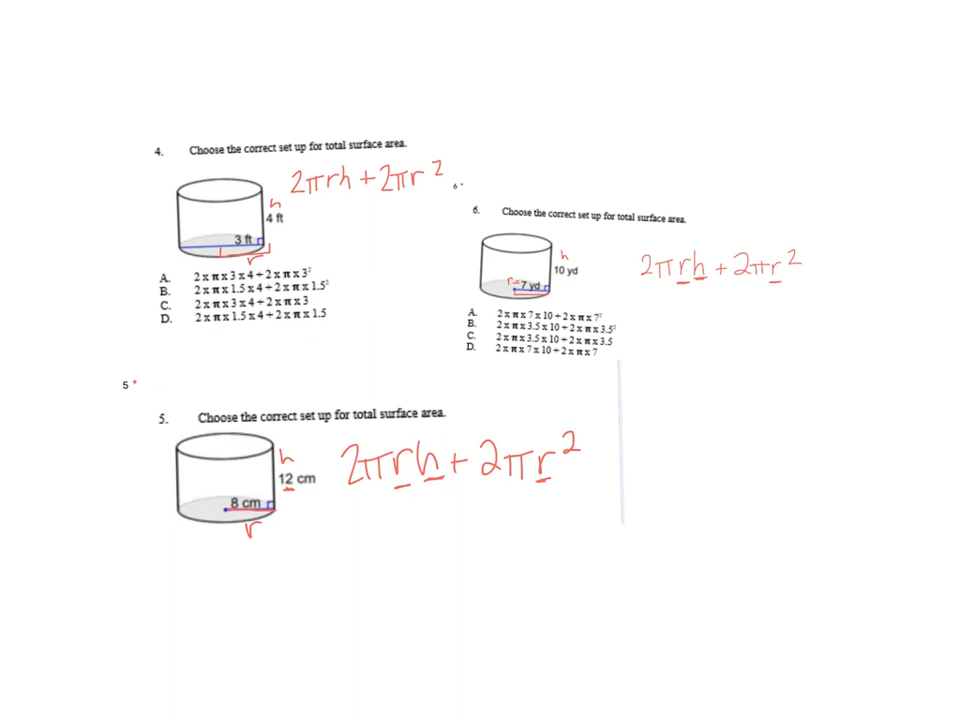 4. Choose the correct set up for total surface area.
2πrh + 2πr²
h
4 ft
3 ft
r
A. 2 x π x 3 x 4 + 2 x π x 3²
B. 2 x π x 1.5 x 4 + 2 x π x 1.5²
C. 2 x π x 3 x 4 + 2 x π x 3
D. 2 x π x 1.5 x 4 + 2 x π x 1.5
6 *
6. Choose the correct set up for total surface area.
h
10 yd
r=7 yd
2πrh + 2πr²
A. 2 x π x 7 x 10 + 2 x π x 7²
B. 2 x π x 3.5 x 10 + 2 x π x 3.5²
C. 2 x π x 3.5 x 10 + 2 x π x 3.5
D. 2 x π x 7 x 10 + 2 x π x 7
5 *
5. Choose the correct set up for total surface area.
h
12 cm
8 cm
r
2πrh + 2πr²